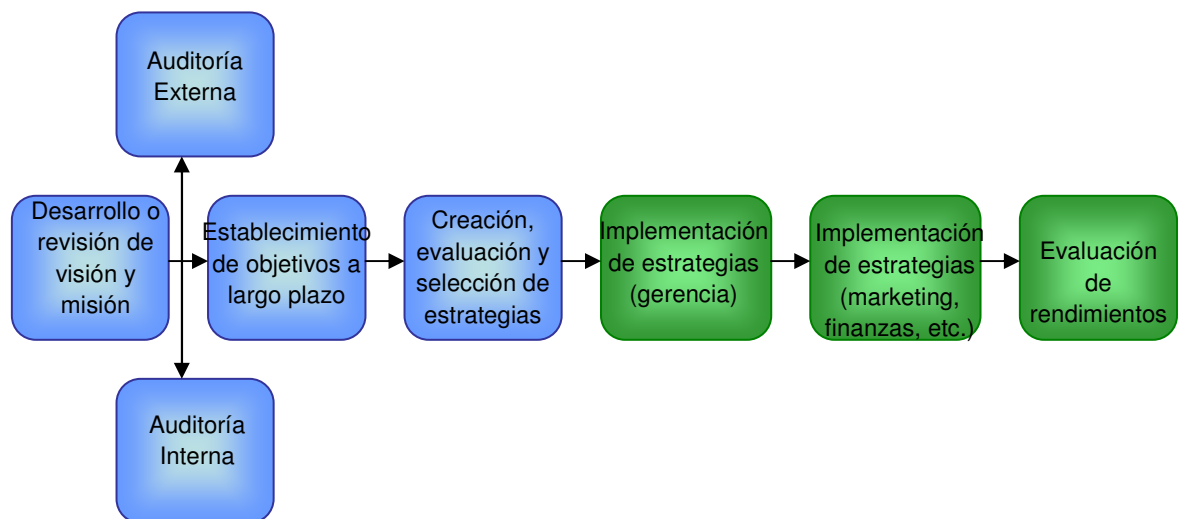 Auditoría
Externa
Desarrollo o
revisión de
visión y
misión
Establecimiento
de objetivos a
largo plazo
Creación,
evaluación y
selección de
estrategias
Implementación
de estrategias
(gerencia)
Implementación
de estrategias
(marketing,
finanzas, etc.)
Evaluación
de
rendimientos
Auditoría
Interna